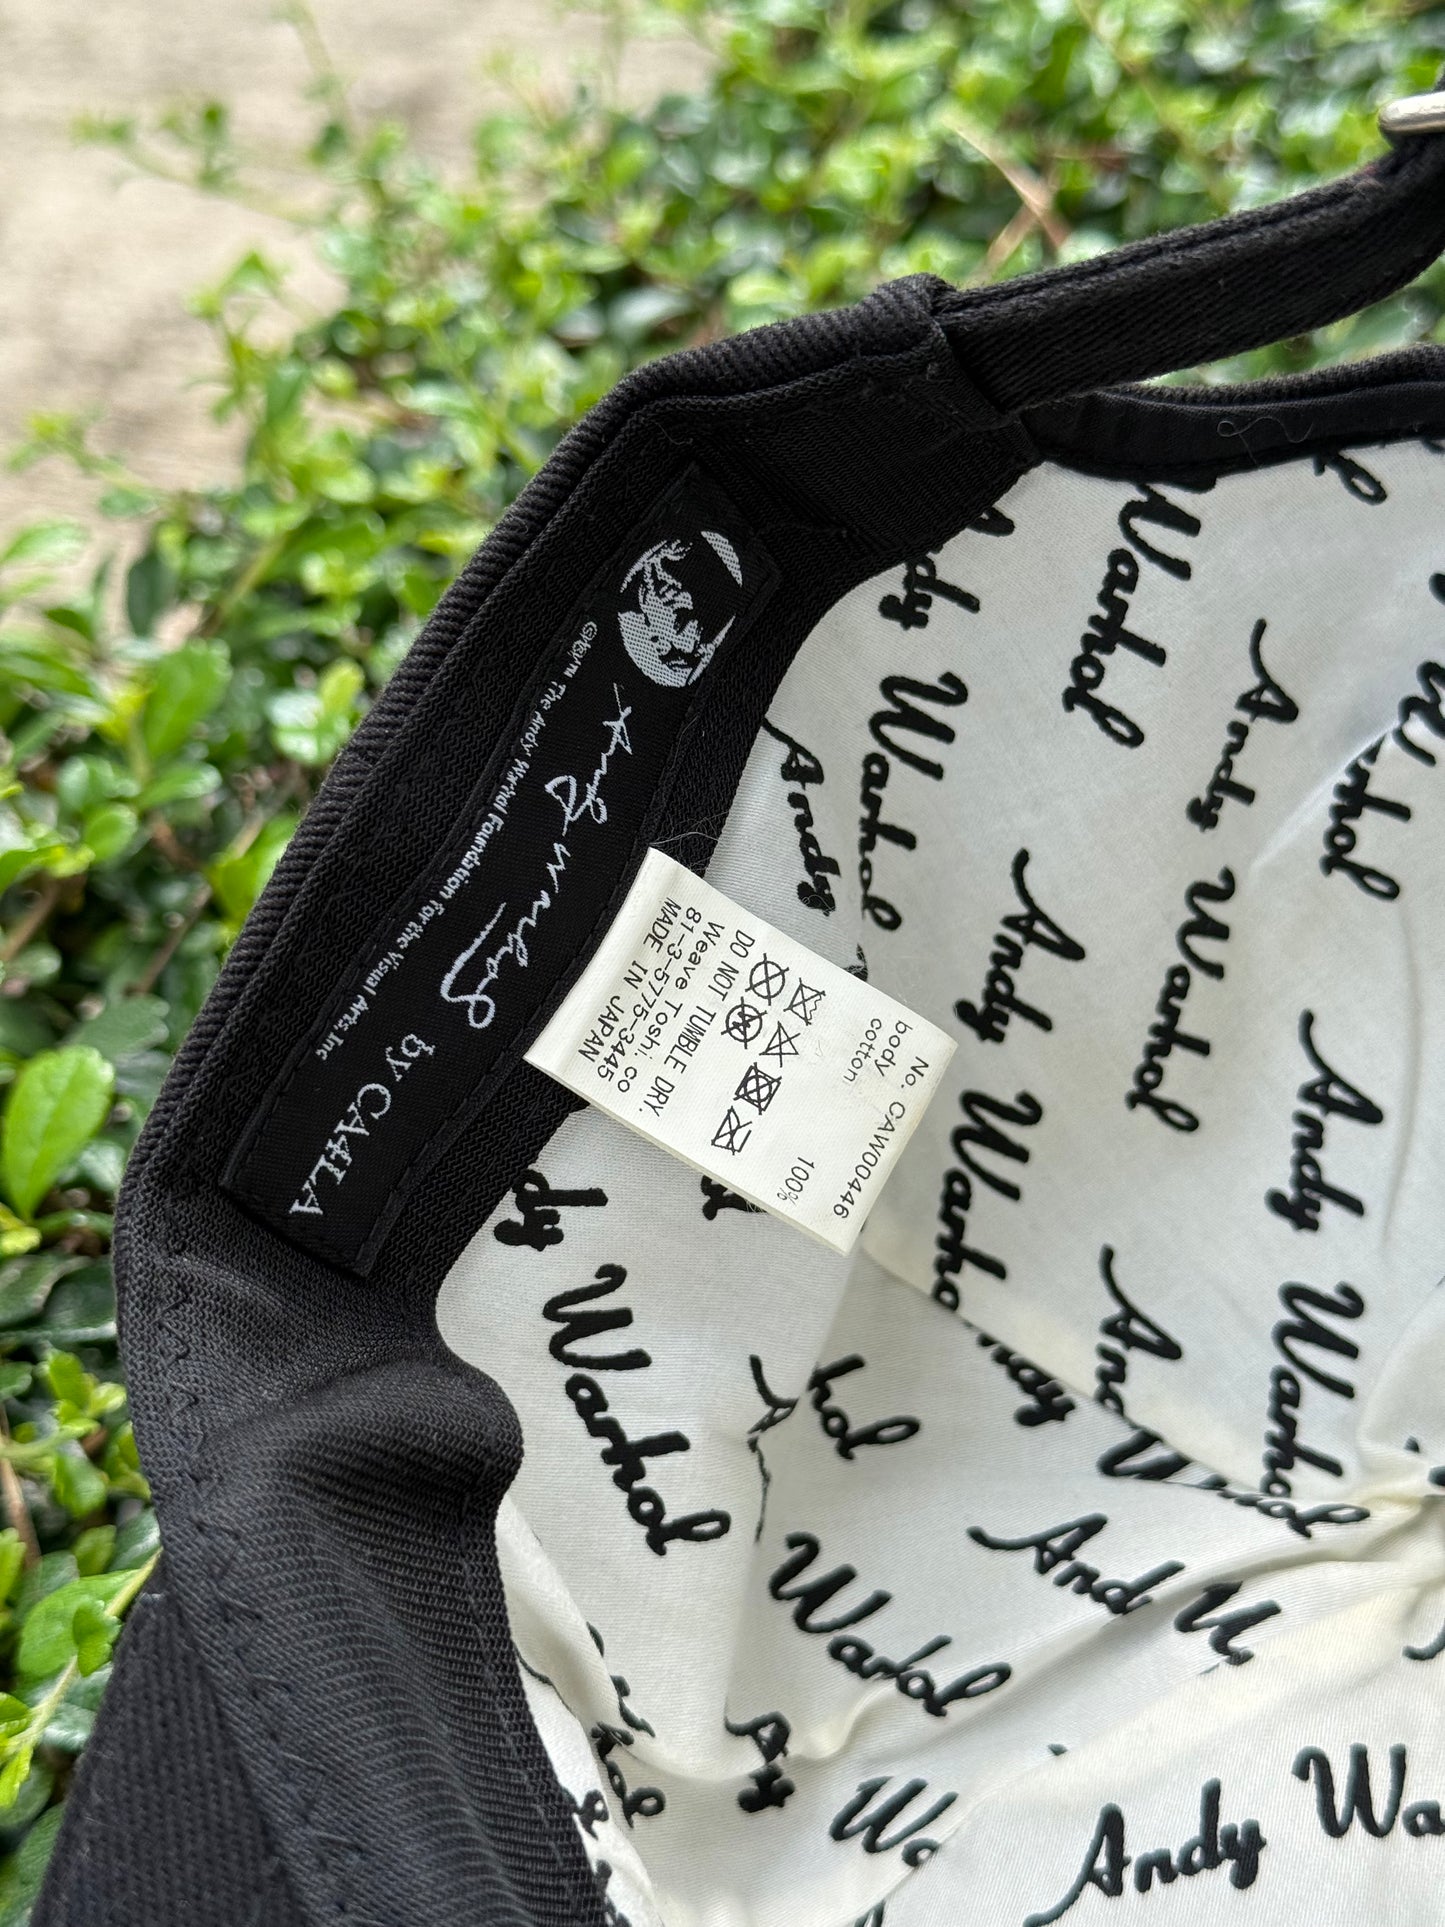 Andy Warhol by CA4LA
The Andy Warhol Foundation for the Visual Arts, Inc
No. CAW00446
body
cotton 100%
DO NOT TUMBLE DRY.
Weave Toshi. co
81-3-5775-3445
MADE IN JAPAN
Andy Warhol
Warhol
Andy Warhol
Andy
Andy Warhol
Andy Warhol
Warhol
Andy
Warhol
Andy